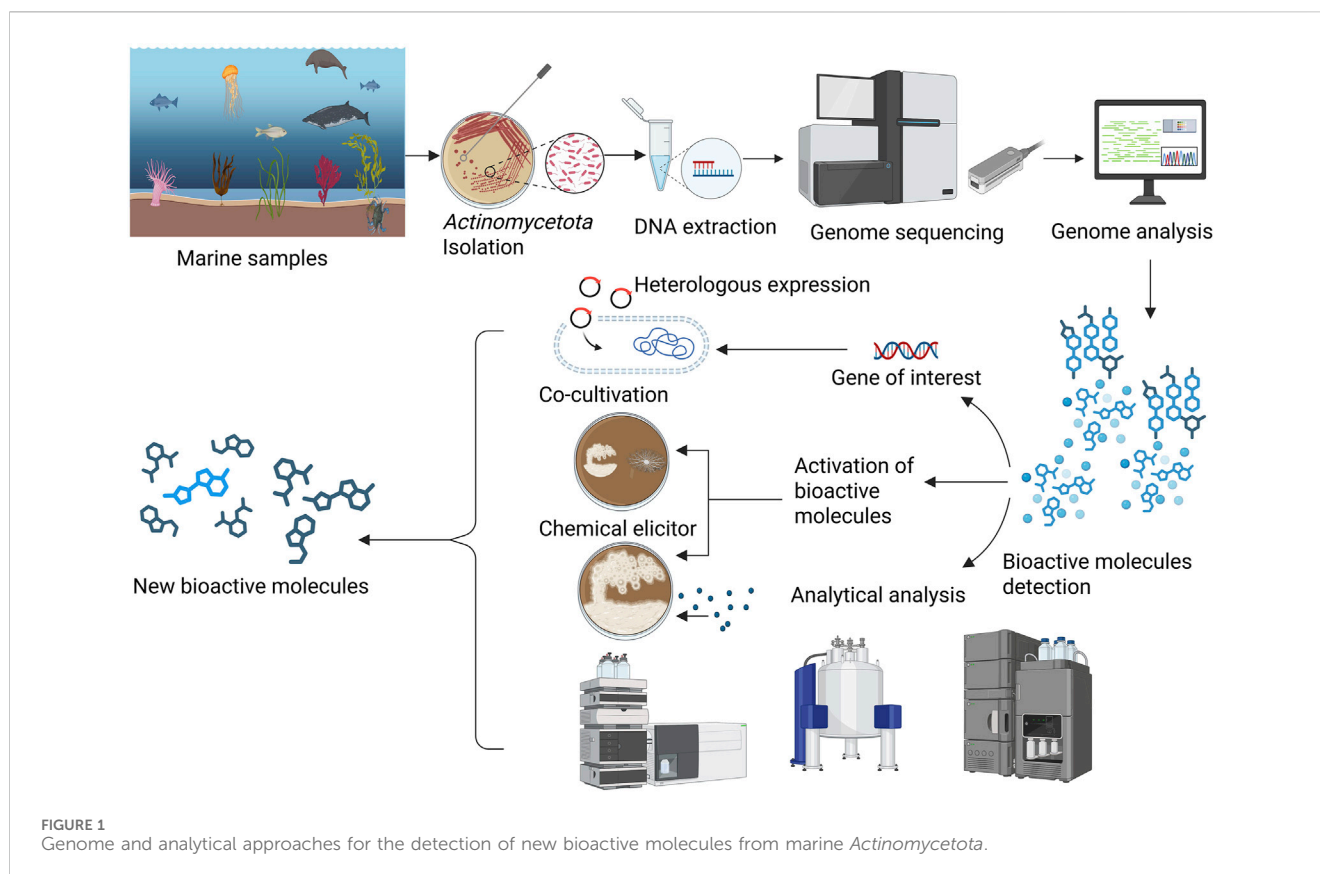 Marine samples
Actinomycetota
Isolation
DNA extraction
Genome sequencing
Genome analysis
Heterologous expression
Gene of interest
Co-cultivation
Activation of
bioactive
molecules
Chemical elicitor
Bioactive molecules
detection
New bioactive molecules
Analytical analysis
FIGURE 1
Genome and analytical approaches for the detection of new bioactive molecules from marine Actinomycetota.